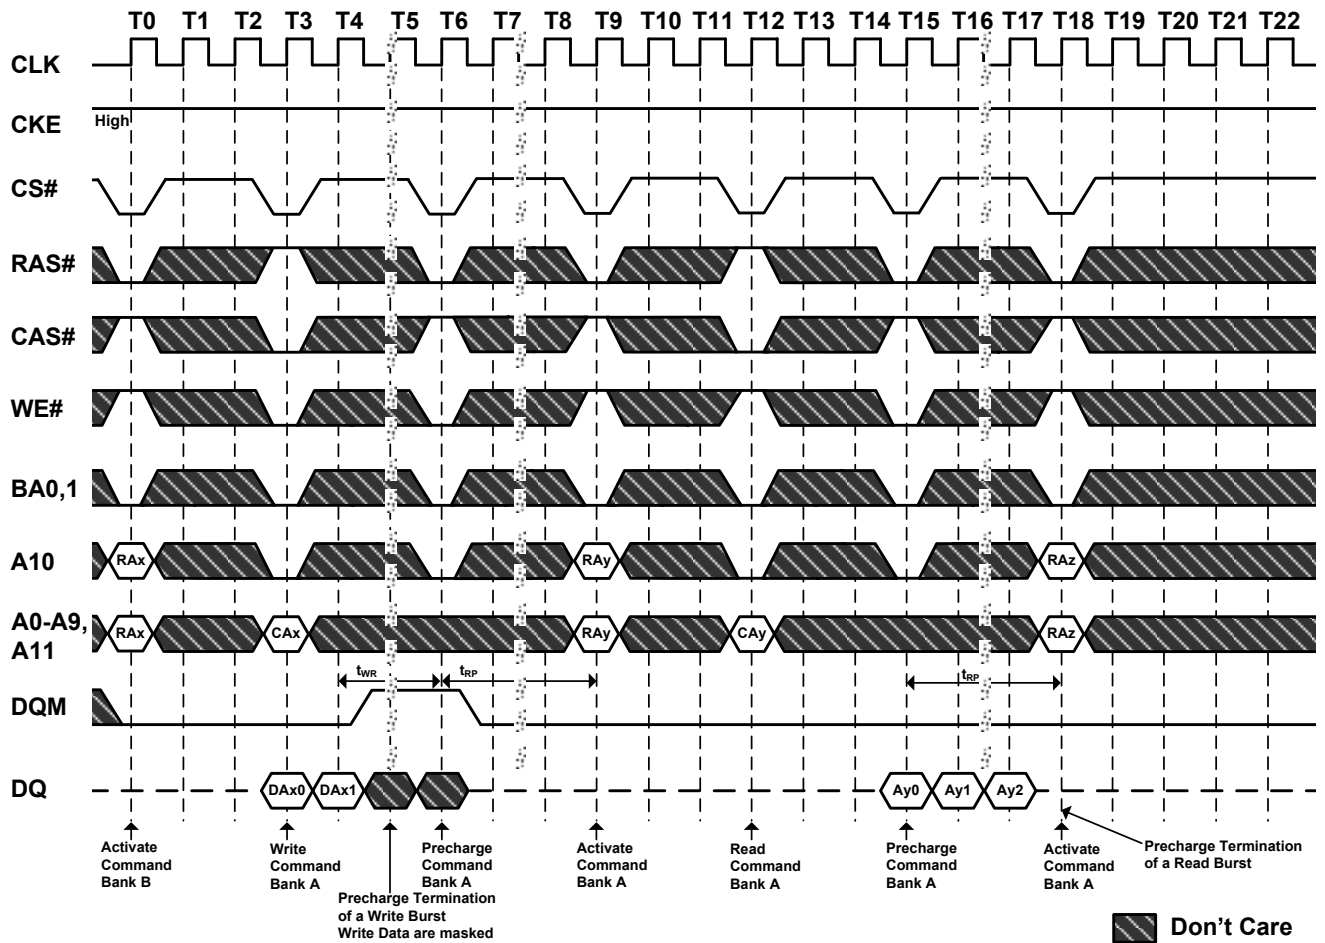 T0 T1 T2 T3 T4 T5 T6 T7 T8 T9 T10 T11 T12 T13 T14 T15 T16 T17 T18 T19 T20 T21 T22
CLK
CKE
High
CS#
RAS#
CAS#
WE#
BA0,1
A10
RAx RAy RAz
A0-A9,
A11
RAx CAx RAy CAy RAz
tWR tRP tRP
DQM
DQ
DAx0 DAx1 Ay0 Ay1 Ay2
Activate
Command
Bank B
Write
Command
Bank A
Precharge Termination
of a Write Burst
Write Data are masked
Precharge
Command
Bank A
Activate
Command
Bank A
Read
Command
Bank A
Precharge
Command
Bank A
Activate
Command
Bank A
Precharge Termination
of a Read Burst
Don't Care